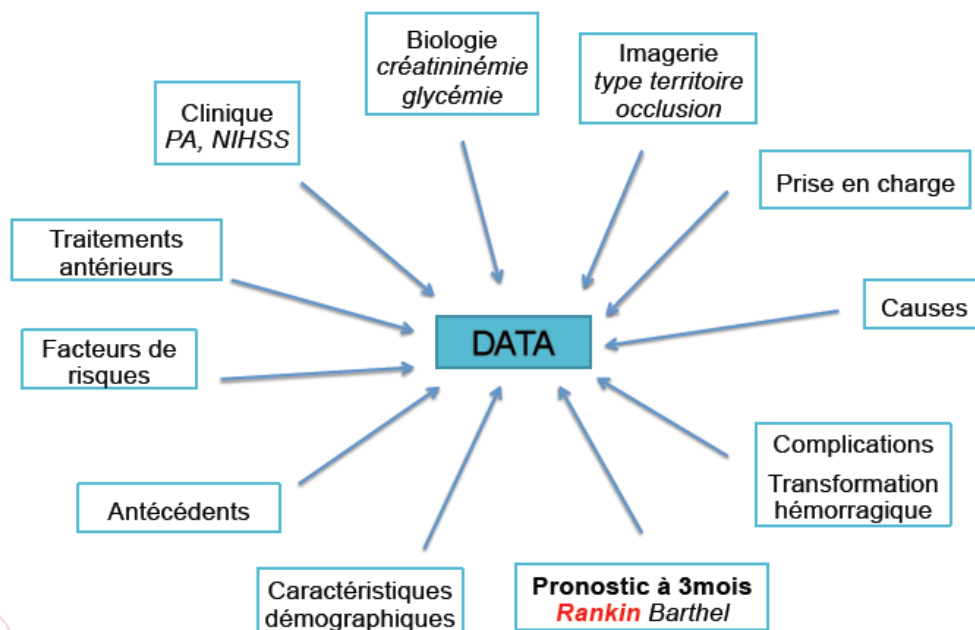 Biologie
créatininémie
glycémie
Imagerie
type territoire
occlusion
Clinique
PA, NIHSS
Prise en charge
Traitements
antérieurs
Causes
DATA
Facteurs de
risques
Complications
Transformation
hémorragique
Antécédents
Caractéristiques
démographiques
Pronostic à 3mois
Rankin Barthel